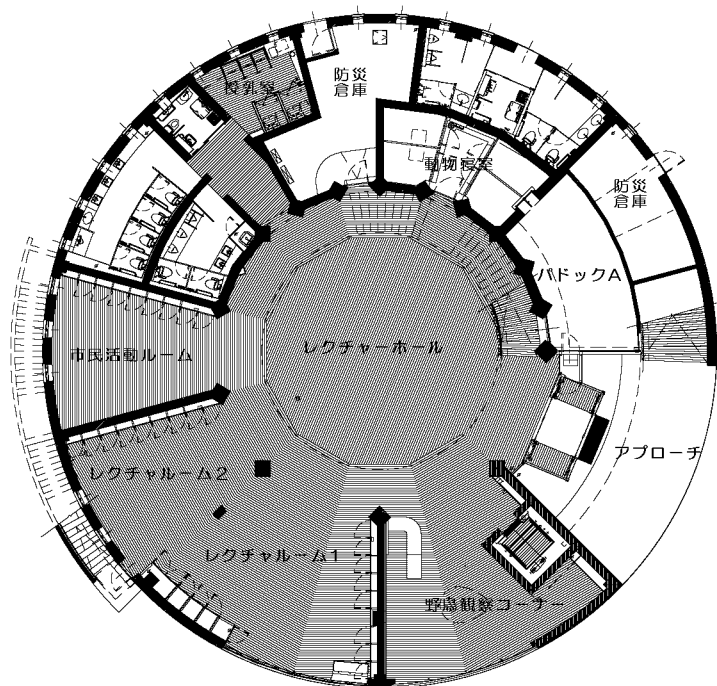 防災
倉庫
授乳室
動物寝室
防災
倉庫
パドックA
レクチャーホール
市民活動ルーム
アプローチ
レクチャルーム2
レクチャルーム1
野鳥観察コーナー